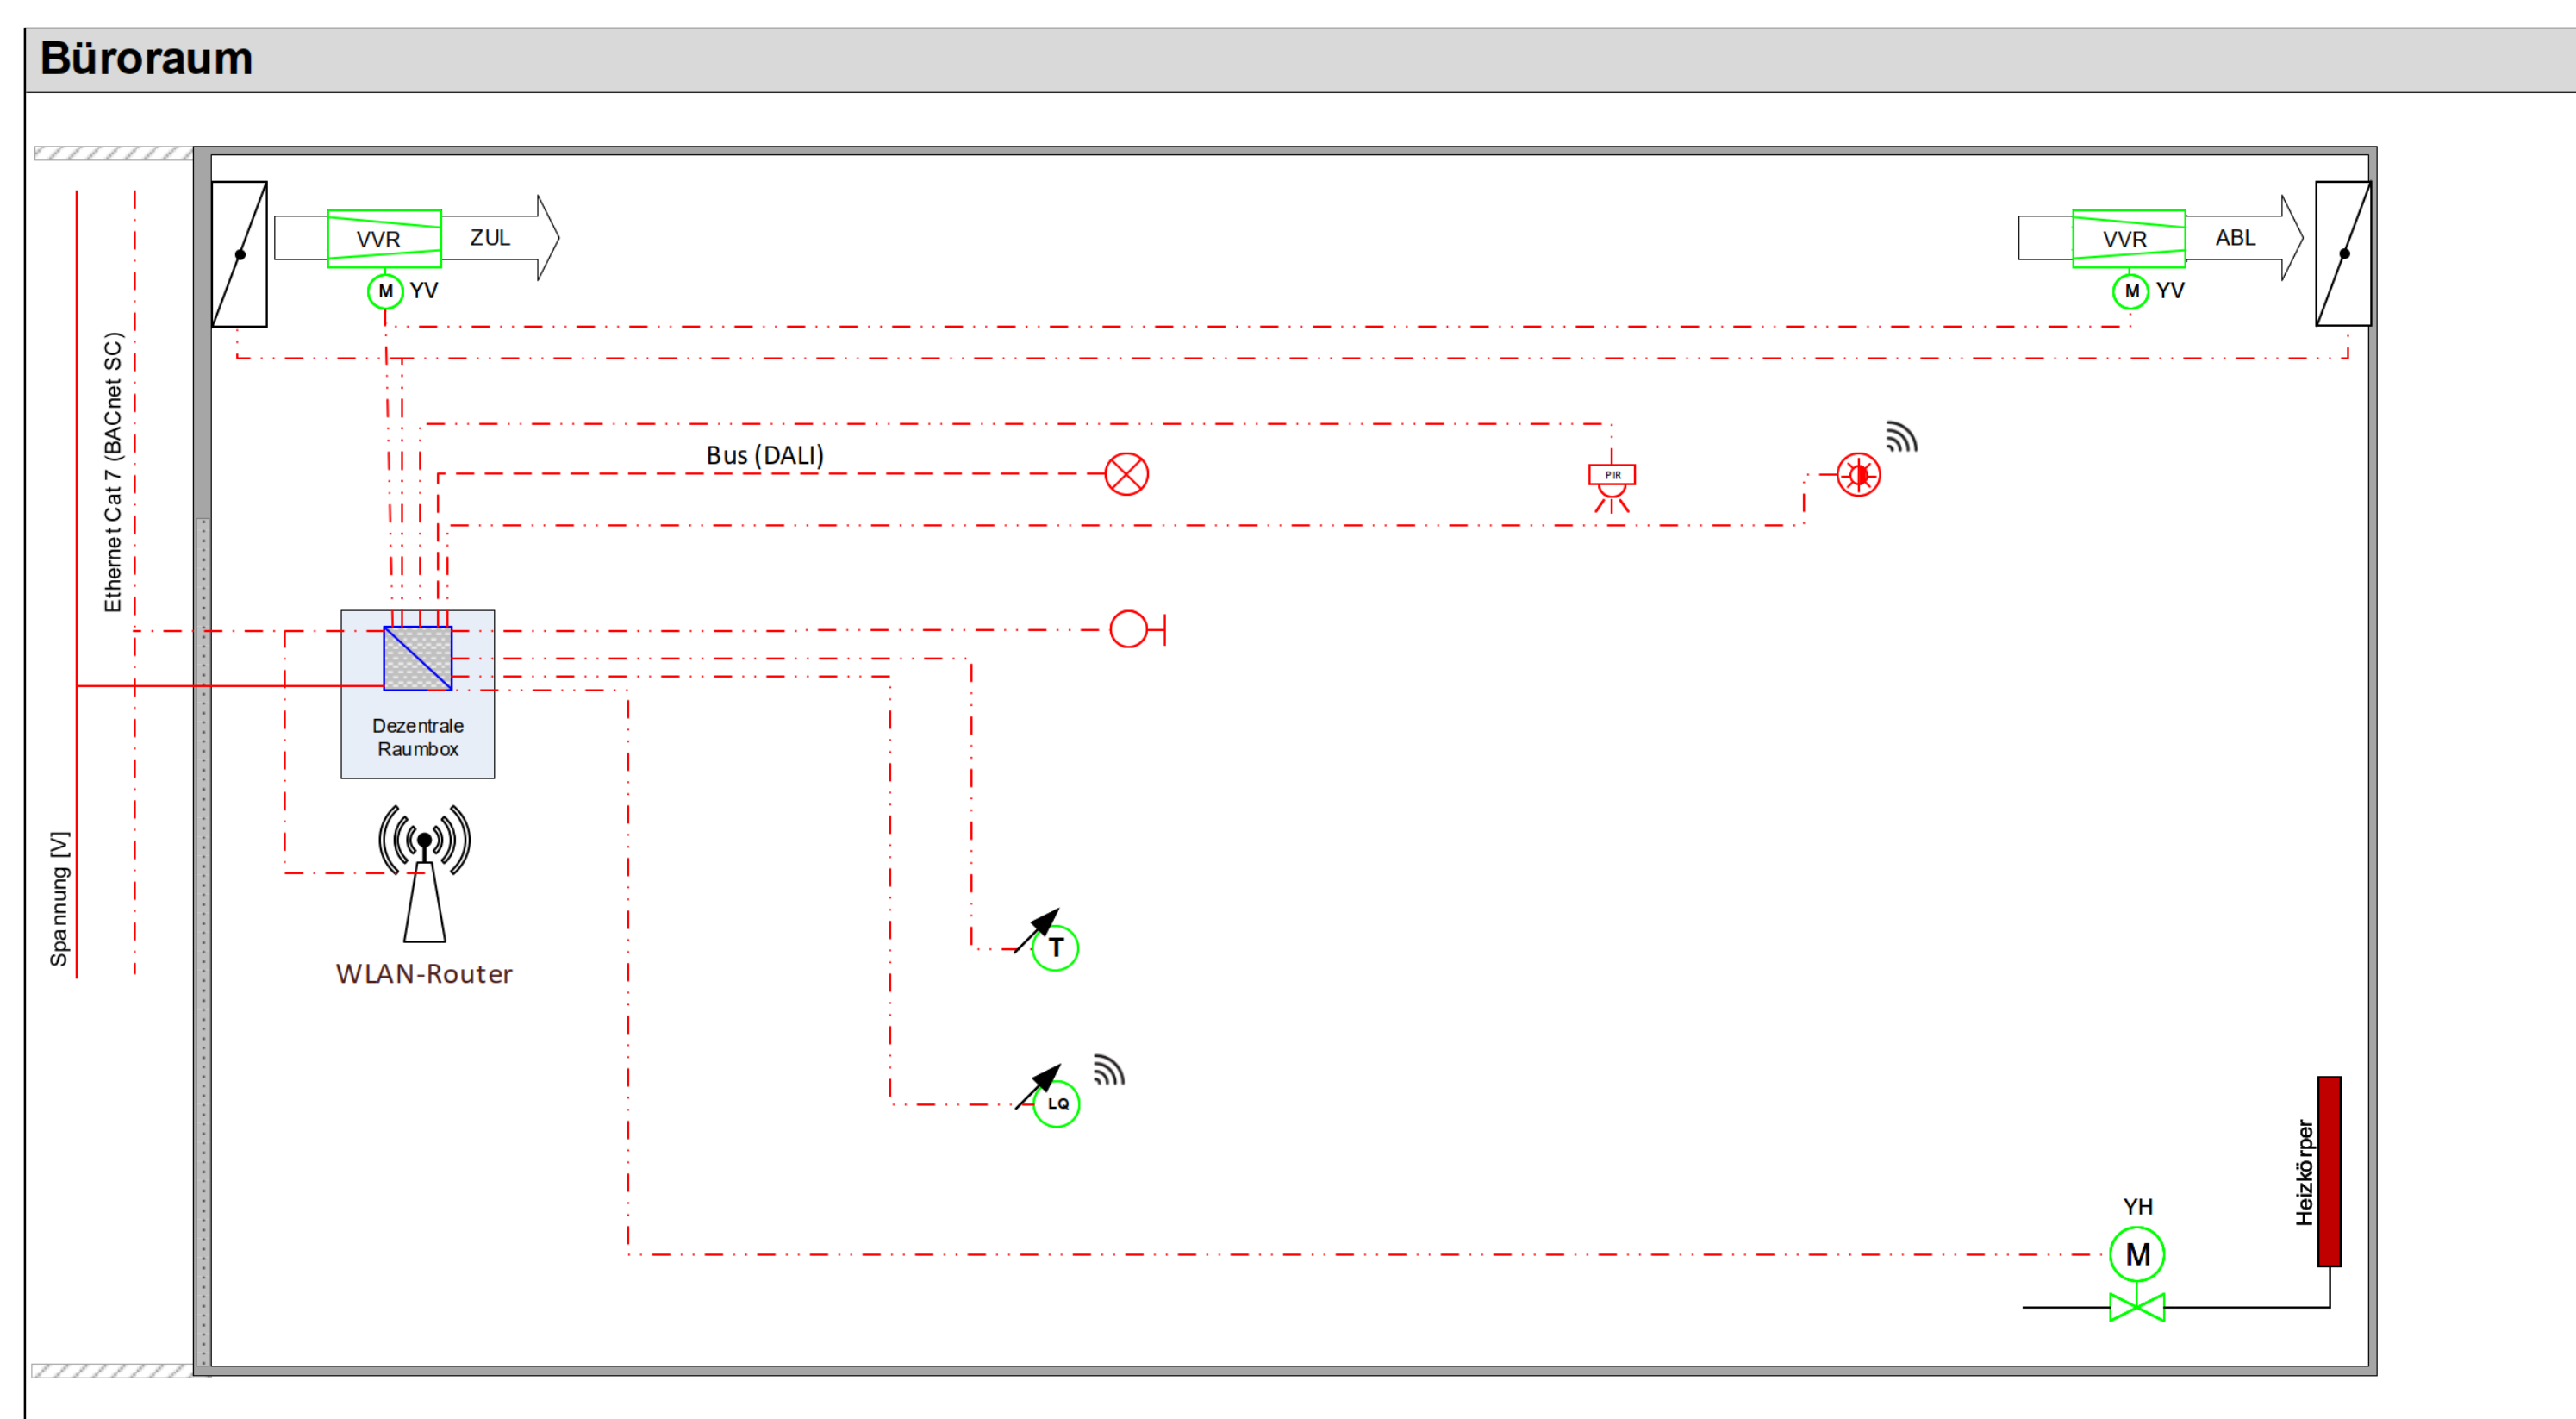 Büroraum
VVR
ZUL
M
YV
VVR
ABL
M
YV
Ethernet Cat 7 (BACnet SC)
Bus (DALI)
PIR
Dezentrale
Raumbox
Spannung [V]
WLAN-Router
T
LQ
Heizkörper
YH
M